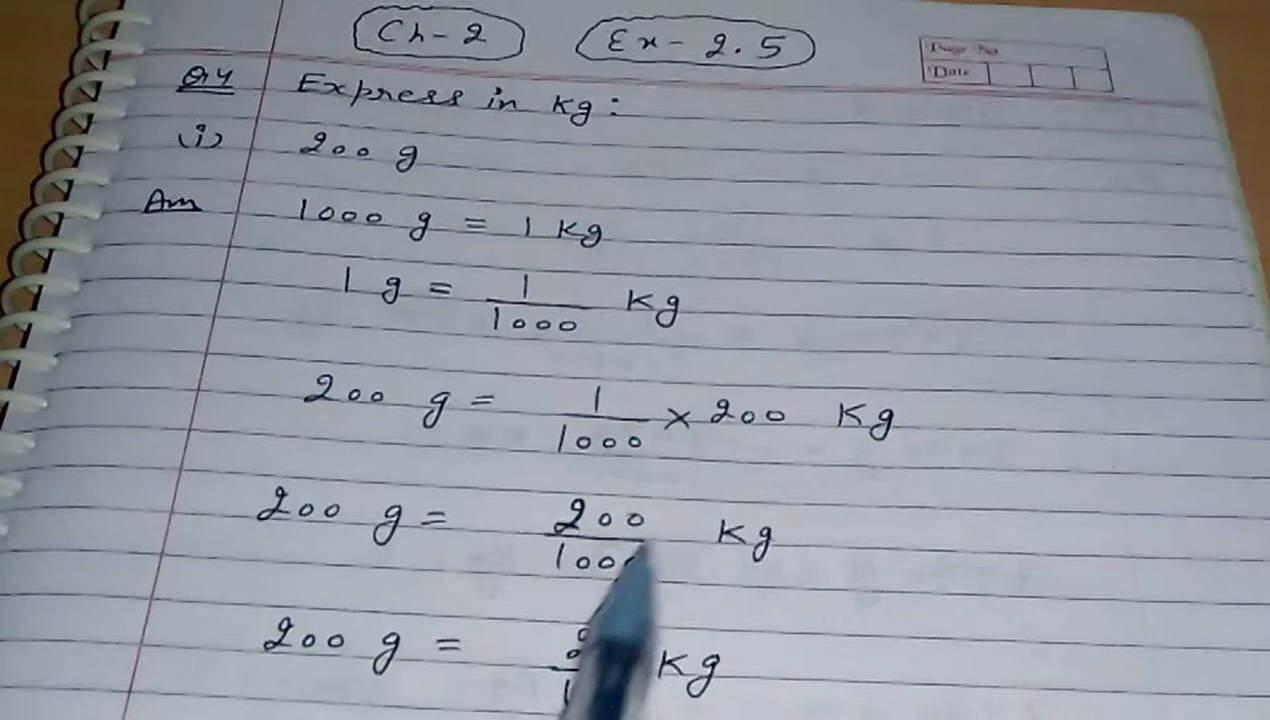 Ch-2 Ex-2.5
Page No.
Date
Q4 Express in Kg:
(i) 200 g
Ans 1000 g = 1 Kg
1 g = 1/1000 Kg
200 g = 1/1000 × 200 Kg
200 g = 200/1000 Kg
200 g = Kg